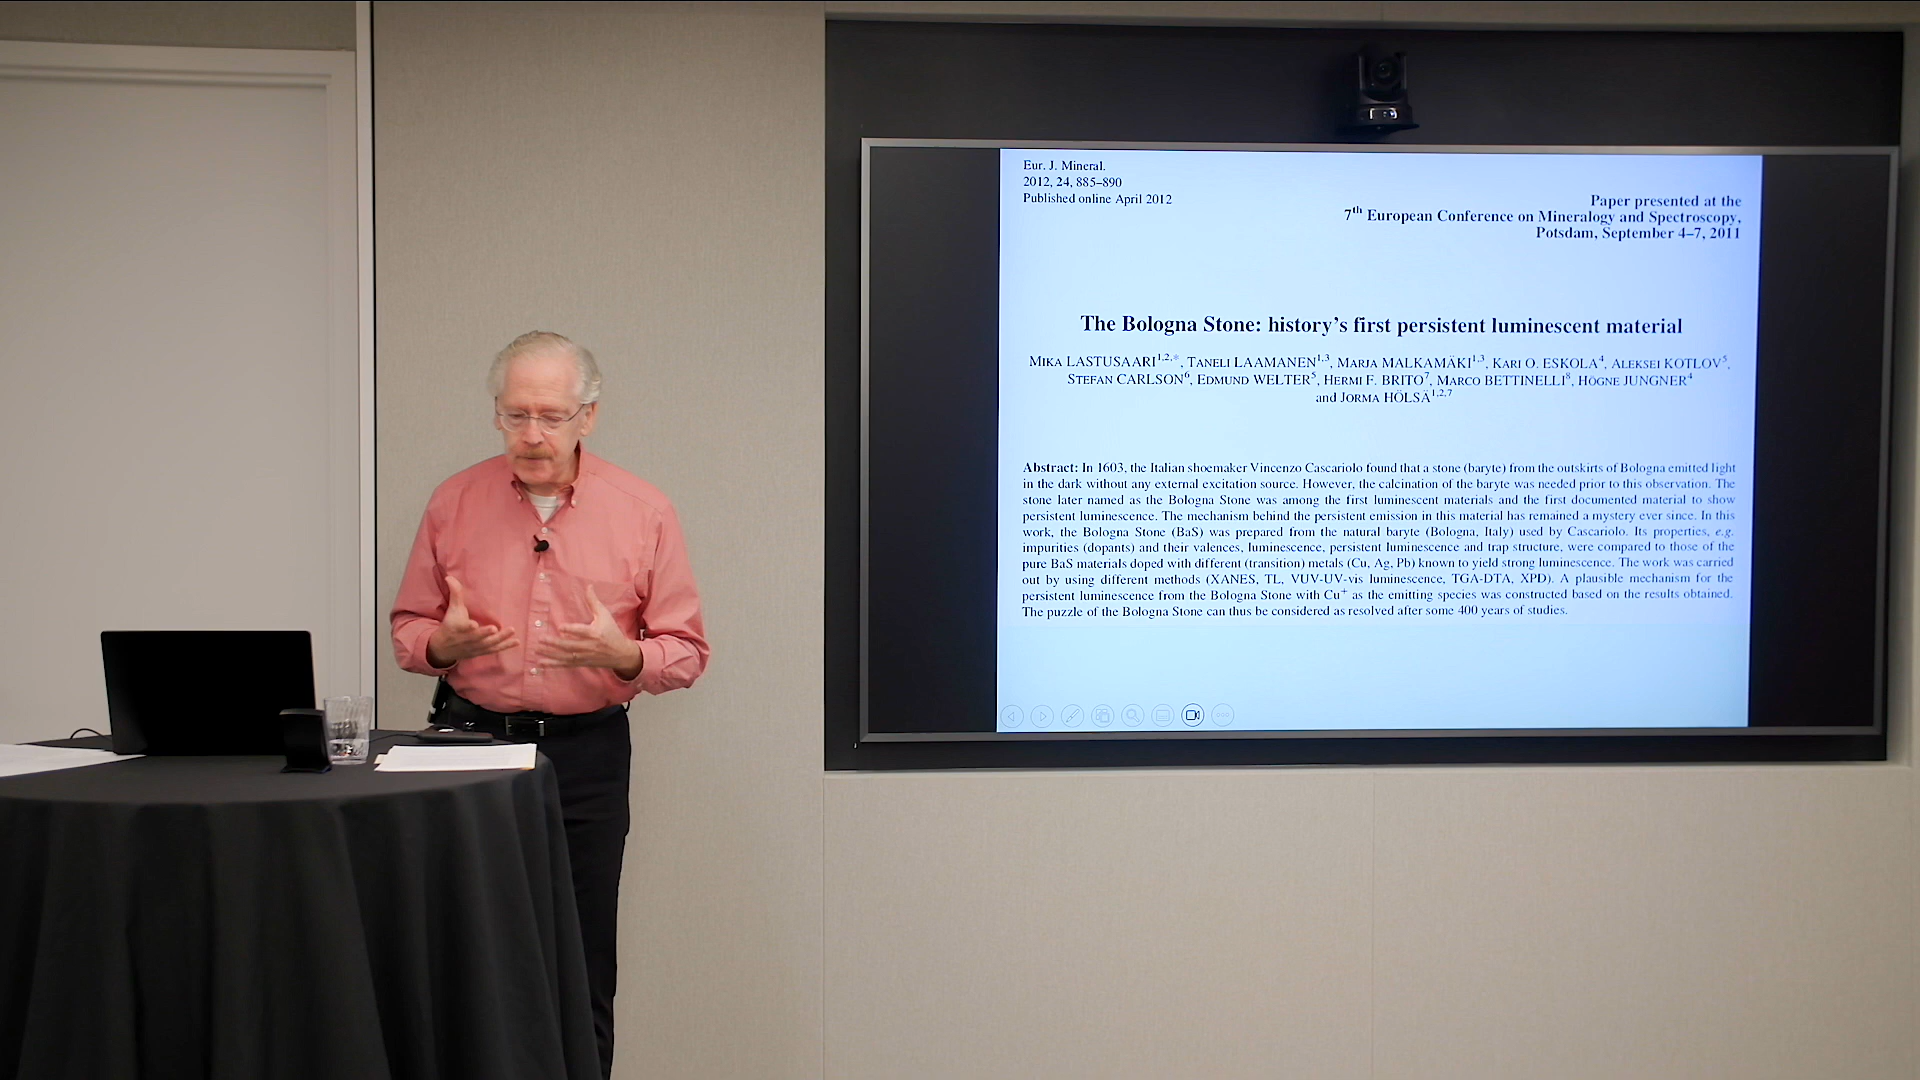 Eur. J. Mineral.
2012, 24, 885–890
Published online April 2012
Paper presented at the
7th European Conference on Mineralogy and Spectroscopy,
Potsdam, September 4–7, 2011
The Bologna Stone: history's first persistent luminescent material
MIKA LASTUSAARI1,2,*, TANELI LAAMANEN1,3, MARJA MALKAMÄKI1,3, KARI O. ESKOLA4, ALEKSEI KOTLOV5,
STEFAN CARLSON6, EDMUND WELTER5, HERMI F. BRITO7, MARCO BETTINELLI8, HÖGNE JUNGNER4
and JORMA HÖLSÄ1,2,7
Abstract: In 1603, the Italian shoemaker Vincenzo Cascariolo found that a stone (baryte) from the outskirts of Bologna emitted light
in the dark without any external excitation source. However, the calcination of the baryte was needed prior to this observation. The
stone later named as the Bologna Stone was among the first luminescent materials and the first documented material to show
persistent luminescence. The mechanism behind the persistent emission in this material has remained a mystery ever since. In this
work, the Bologna Stone (BaS) was prepared from the natural baryte (Bologna, Italy) used by Cascariolo. Its properties, e.g.
impurities (dopants) and their valences, luminescence, persistent luminescence and trap structure, were compared to those of the
pure BaS materials doped with different (transition) metals (Cu, Ag, Pb) known to yield strong luminescence. The work was carried
out by using different methods (XANES, TL, VUV-UV-vis luminescence, TGA-DTA, XPD). A plausible mechanism for the
persistent luminescence from the Bologna Stone with Cu+ as the emitting species was constructed based on the results obtained.
The puzzle of the Bologna Stone can thus be considered as resolved after some 400 years of studies.